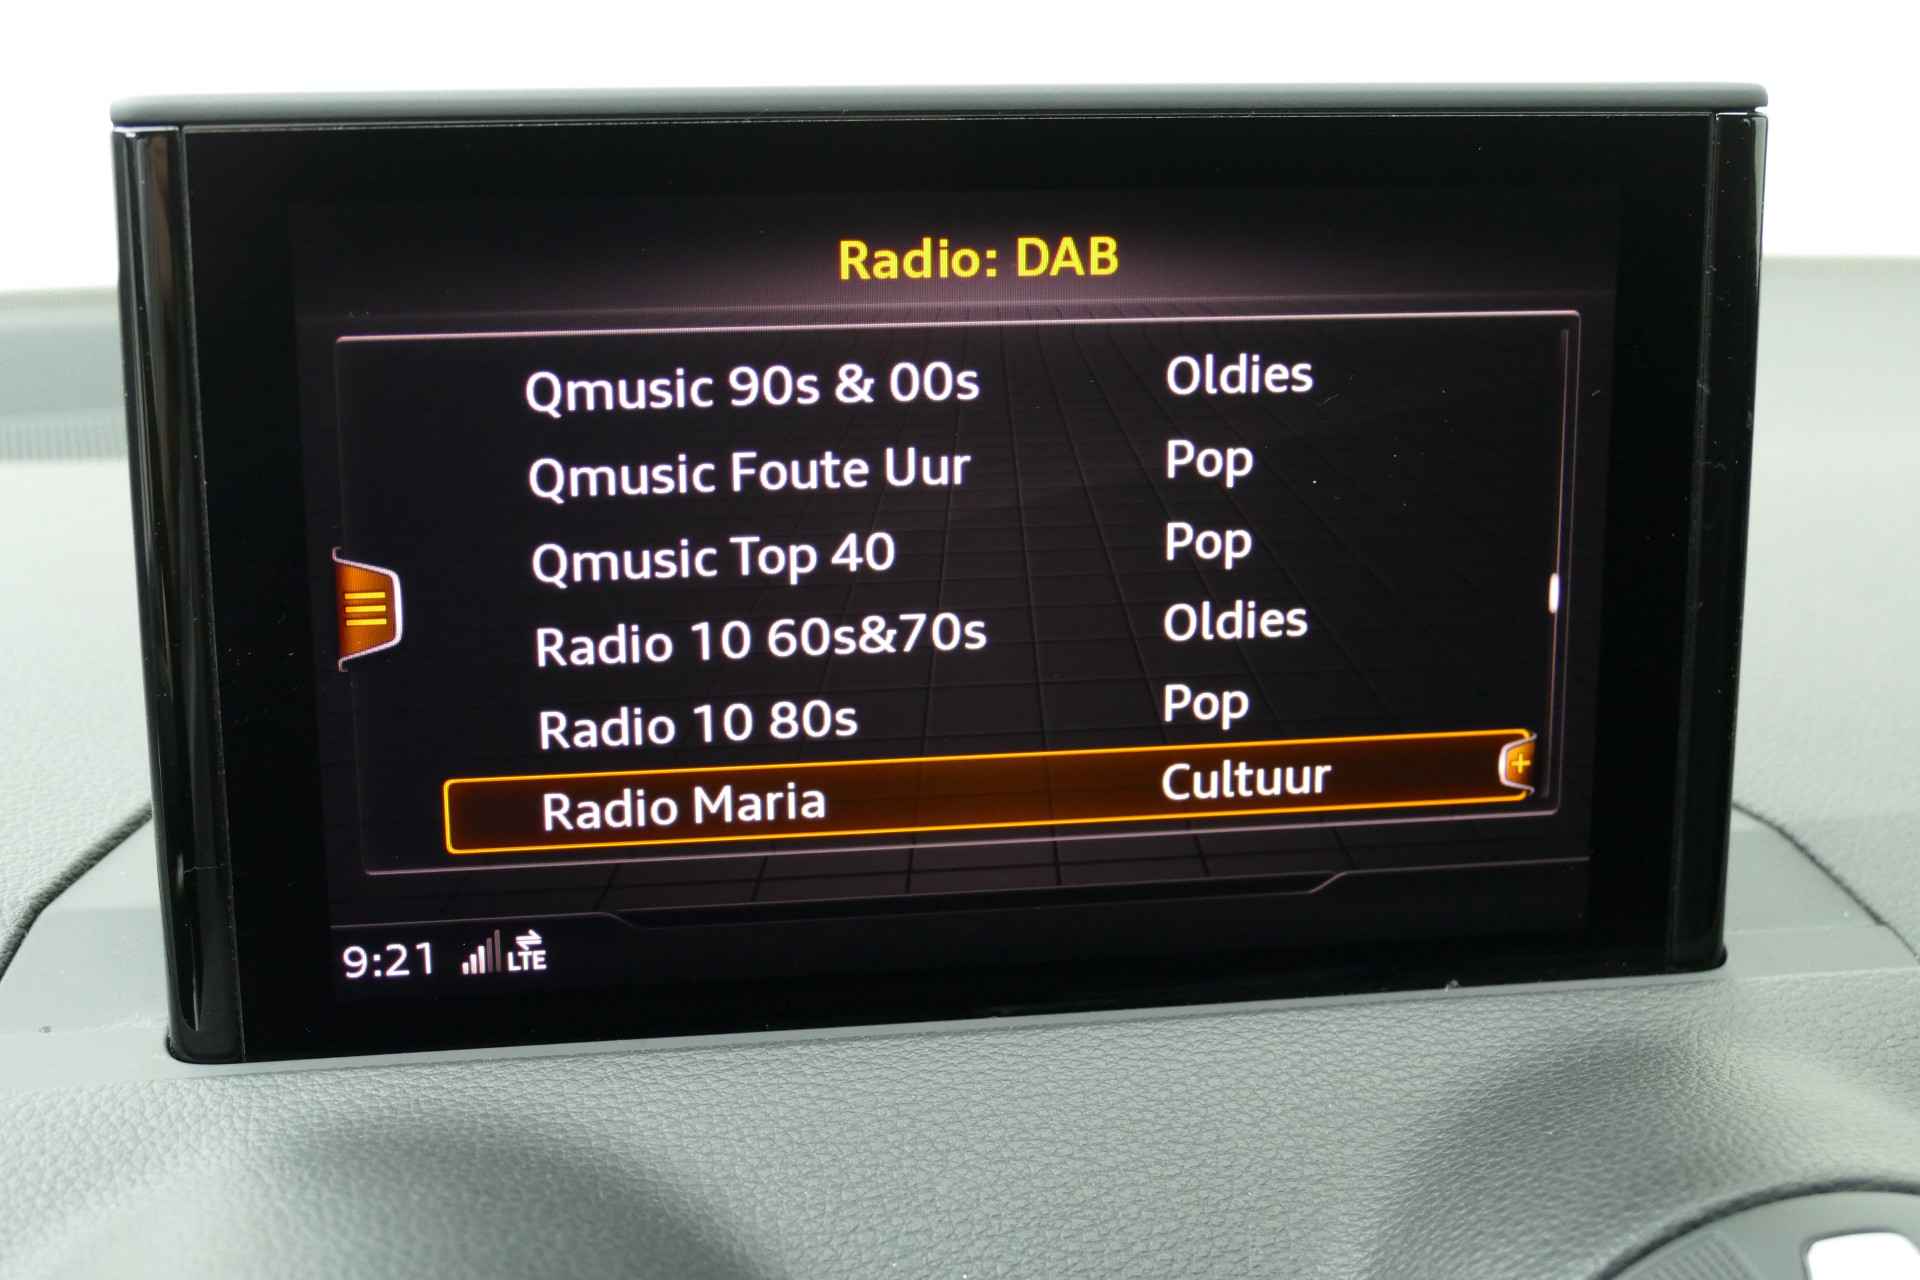 Radio: DAB
Qmusic 90s & 00s Oldies
Qmusic Foute Uur Pop
Qmusic Top 40 Pop
Radio 10 60s&70s Oldies
Radio 10 80s Pop
Radio Maria Cultuur +
9:21 LTE